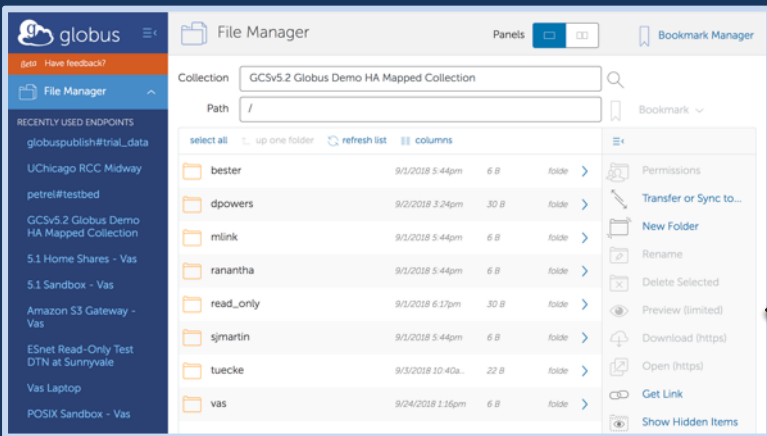 globus
File Manager
Panels
Bookmark Manager
Beta Have feedback?
File Manager
RECENTLY USED ENDPOINTS
globuspublish#trial_data
UChicago RCC Midway
petrel#testbed
GCSv5.2 Globus Demo
HA Mapped Collection
5.1 Home Shares - Vas
5.1 Sandbox - Vas
Amazon S3 Gateway -
Vas
ESnet Read-Only Test
DTN at Sunnyvale
Vas Laptop
POSIX Sandbox - Vas
Collection GCSv5.2 Globus Demo HA Mapped Collection
Path /
Bookmark
select all up one folder refresh list columns
bester 9/1/2018 5:44pm 6 B folde
dpowers 9/2/2018 3:24pm 30 B folde
mlink 9/1/2018 5:44pm 6 B folde
ranantha 9/1/2018 5:44pm 6 B folde
read_only 9/1/2018 6:17pm 30 B folde
sjmartin 9/1/2018 5:44pm 6 B folde
tuecke 9/3/2018 10:40a... 22 B folde
vas 9/24/2018 1:16pm 6 B folde
Permissions
Transfer or Sync to...
New Folder
Rename
Delete Selected
Preview (limited)
Download (https)
Open (https)
Get Link
Show Hidden Items